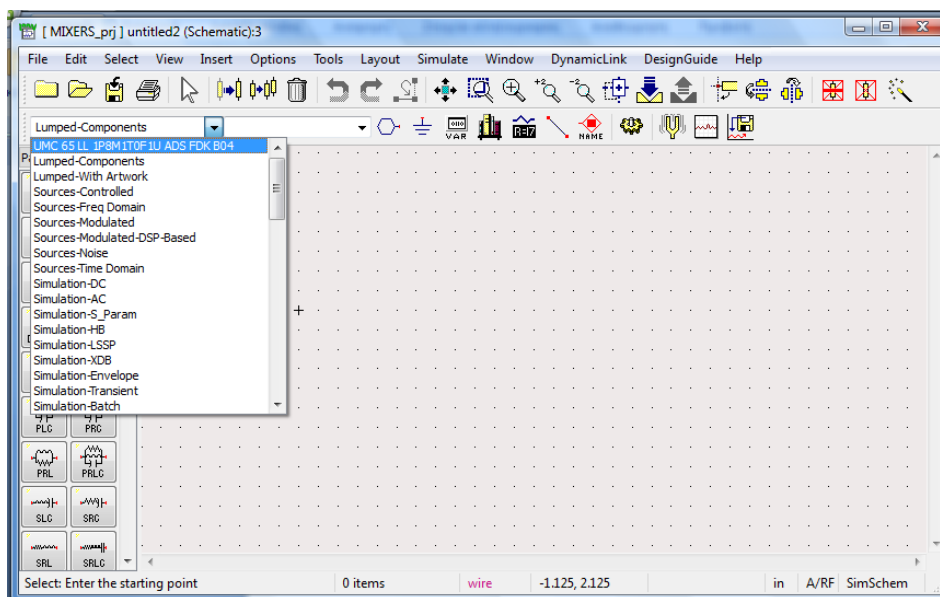 [ MIXERS_prj ] untitled2 (Schematic):3
File Edit Select View Insert Options Tools Layout Simulate Window DynamicLink DesignGuide Help
+2 -2
VAR R=17 NAME
Lumped-Components
UMC 65 LL 1P8M1T0F1U ADS FDK B04
Lumped-Components
Lumped-With Artwork
Sources-Controlled
Sources-Freq Domain
Sources-Modulated
Sources-Modulated-DSP-Based
Sources-Noise
Sources-Time Domain
Simulation-DC
Simulation-AC
Simulation-S_Param
Simulation-HB
Simulation-LSSP
Simulation-XDB
Simulation-Envelope
Simulation-Transient
Simulation-Batch
PLC PRC
PRL PRLC
SLC SRC
SRL SRLC
Select: Enter the starting point 0 items wire -1.125, 2.125 in A/RF SimSchem